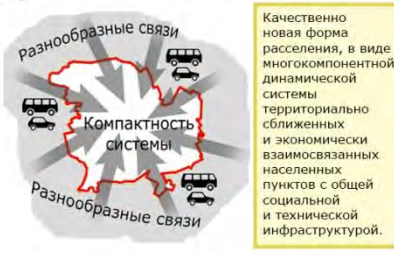 Разнообразные связи
Компактность
системы
Разнообразные связи
Качественно
новая форма
расселения, в виде
многокомпонентной
динамической
системы
территориально
сближенных
и экономически
взаимосвязанных
населенных
пунктов с общей
социальной
и технической
инфраструктурой.